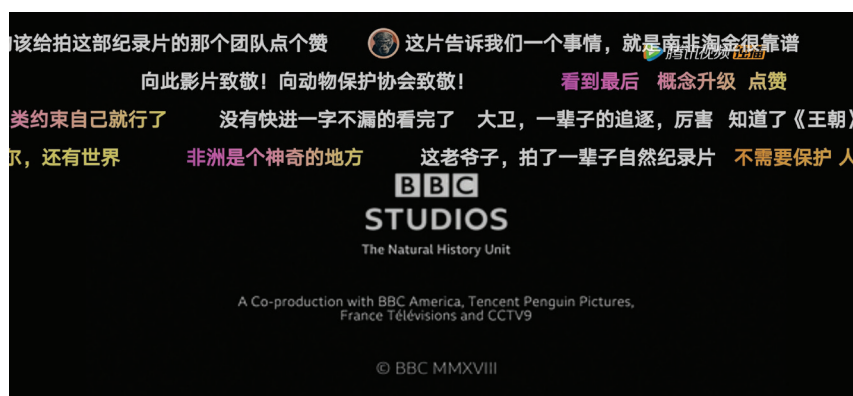 该给拍这部纪录片的那个团队点个赞 这片告诉我们一个事情，就是南非淘金很靠谱
腾讯视频
向此影片致敬！向动物保护协会致敬！ 看到最后 概念升级 点赞
类约束自己就行了 没有快进一字不漏的看完了 大卫，一辈子的追逐，厉害 知道了《王朝》
尔，还有世界 非洲是个神奇的地方 这老爷子，拍了一辈子自然纪录片 不需要保护 人
BBC
STUDIOS
The Natural History Unit
A Co-production with BBC America, Tencent Penguin Pictures,
France Télévisions and CCTV9
© BBC MMXVIII